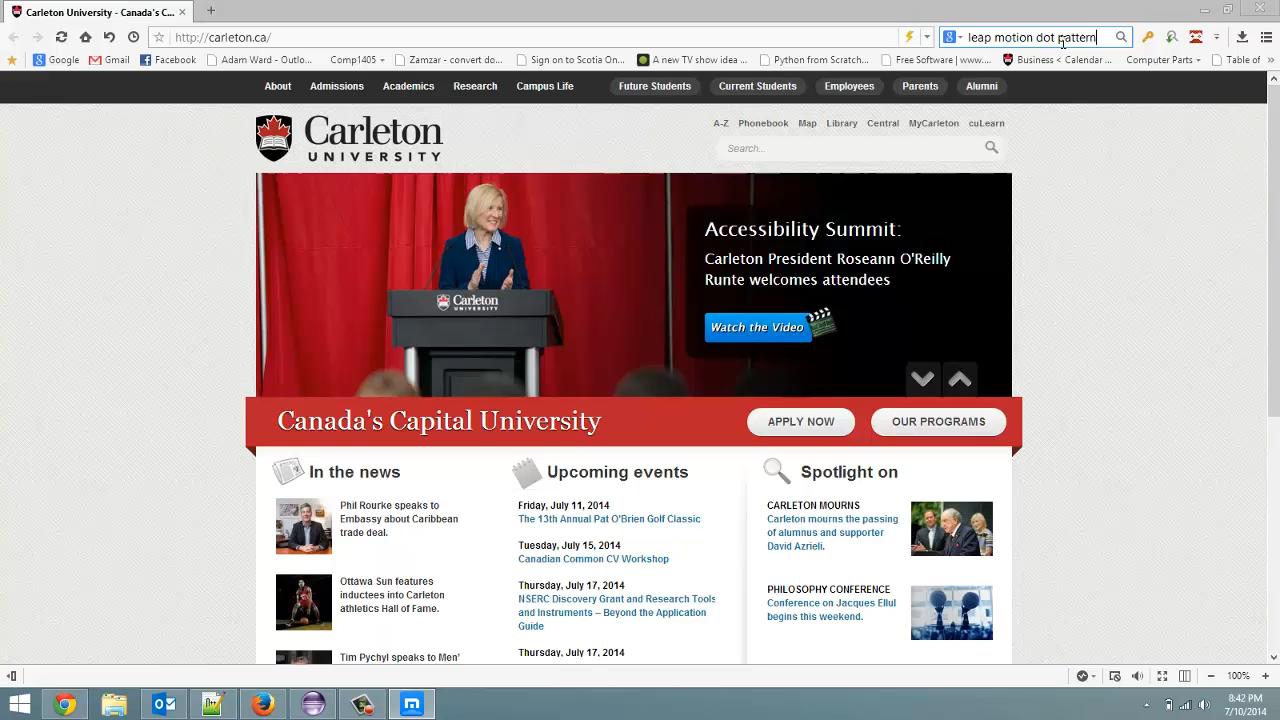 Carleton University - Canada's C...
http://carleton.ca/
leap motion dot pattern
Google
Gmail
Facebook
Adam Ward - Outlo...
Comp1405
Zamzar - convert do...
Sign on to Scotia On...
A new TV show idea ...
Python from Scratch...
Free Software | www....
Business < Calendar ...
Computer Parts
Table of
»
About
Admissions
Academics
Research
Campus Life
Future Students
Current Students
Employees
Parents
Alumni
Carleton
UNIVERSITY
A-Z
Phonebook
Map
Library
Central
MyCarleton
cuLearn
Search...
Carleton
UNIVERSITY
Accessibility Summit:
Carleton President Roseann O'Reilly
Runte welcomes attendees
Watch the Video
Canada's Capital University
APPLY NOW
OUR PROGRAMS
In the news
Phil Rourke speaks to
Embassy about Caribbean
trade deal.
Ottawa Sun features
inductees into Carleton
athletics Hall of Fame.
Tim Pychyl speaks to Men'
Upcoming events
Friday, July 11, 2014
The 13th Annual Pat O'Brien Golf Classic
Tuesday, July 15, 2014
Canadian Common CV Workshop
Thursday, July 17, 2014
NSERC Discovery Grant and Research Tools
and Instruments – Beyond the Application
Guide
Thursday, July 17, 2014
Spotlight on
CARLETON MOURNS
Carleton mourns the passing
of alumnus and supporter
David Azrieli.
PHILOSOPHY CONFERENCE
Conference on Jacques Ellul
begins this weekend.
100%
8:42 PM
7/10/2014